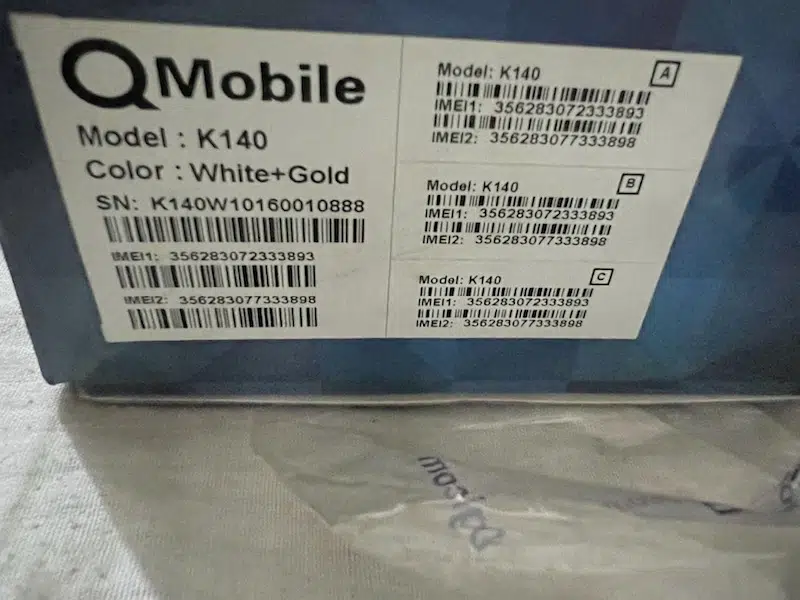 QMobile
Model : K140
Color : White+Gold
SN: K140W10160010888
IMEI1: 356283072333893
IMEI2: 356283077333898
Model: K140 A
IMEI1: 356283072333893
IMEI2: 356283077333898
Model: K140 B
IMEI1: 356283072333893
IMEI2: 356283077333898
Model: K140 C
IMEI1: 356283072333893
IMEI2: 356283077333898